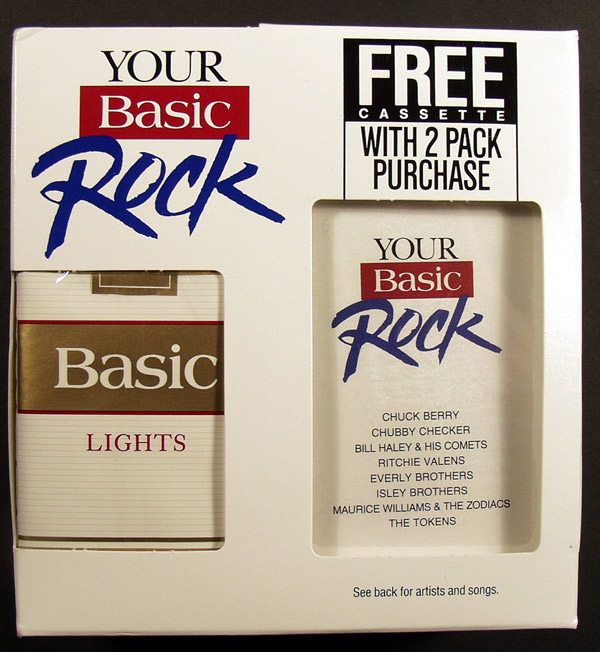 YOUR
Basic
Rock
FREE
CASSETTE
WITH 2 PACK
PURCHASE
Basic
LIGHTS
YOUR
Basic
Rock
CHUCK BERRY
CHUBBY CHECKER
BILL HALEY & HIS COMETS
RITCHIE VALENS
EVERLY BROTHERS
ISLEY BROTHERS
MAURICE WILLIAMS & THE ZODIACS
THE TOKENS
See back for artists and songs.